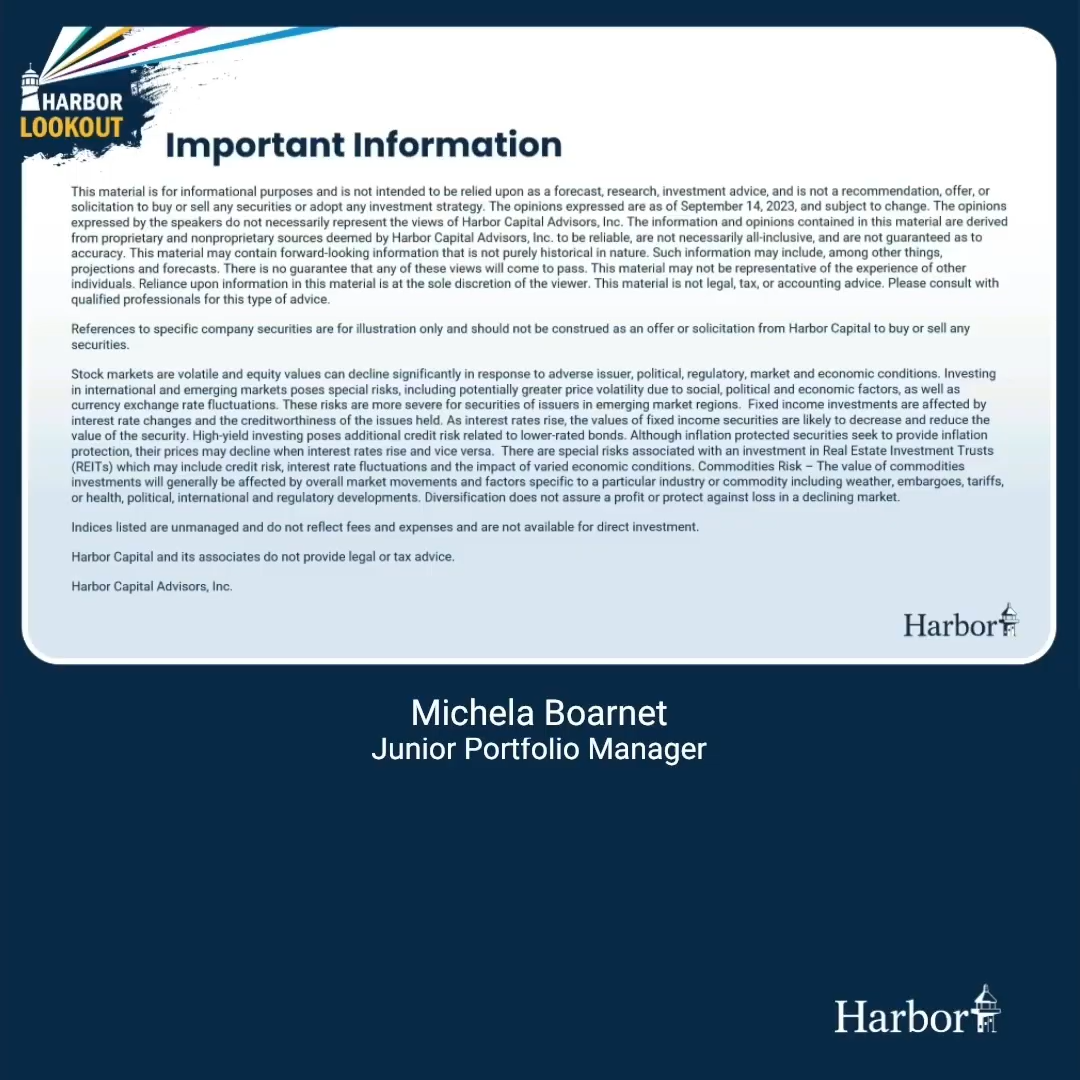 HARBOR
LOOKOUT
Important Information
This material is for informational purposes and is not intended to be relied upon as a forecast, research, investment advice, and is not a recommendation, offer, or
solicitation to buy or sell any securities or adopt any investment strategy. The opinions expressed are as of September 14, 2023, and subject to change. The opinions
expressed by the speakers do not necessarily represent the views of Harbor Capital Advisors, Inc. The information and opinions contained in this material are derived
from proprietary and nonproprietary sources deemed by Harbor Capital Advisors, Inc. to be reliable, are not necessarily all-inclusive, and are not guaranteed as to
accuracy. This material may contain forward-looking information that is not purely historical in nature. Such information may include, among other things,
projections and forecasts. There is no guarantee that any of these views will come to pass. This material may not be representative of the experience of other
individuals. Reliance upon information in this material is at the sole discretion of the viewer. This material is not legal, tax, or accounting advice. Please consult with
qualified professionals for this type of advice.
References to specific company securities are for illustration only and should not be construed as an offer or solicitation from Harbor Capital to buy or sell any
securities.
Stock markets are volatile and equity values can decline significantly in response to adverse issuer, political, regulatory, market and economic conditions. Investing
in international and emerging markets poses special risks, including potentially greater price volatility due to social, political and economic factors, as well as
currency exchange rate fluctuations. These risks are more severe for securities of issuers in emerging market regions. Fixed income investments are affected by
interest rate changes and the creditworthiness of the issues held. As interest rates rise, the values of fixed income securities are likely to decrease and reduce the
value of the security. High-yield investing poses additional credit risk related to lower-rated bonds. Although inflation protected securities seek to provide inflation
protection, their prices may decline when interest rates rise and vice versa. There are special risks associated with an investment in Real Estate Investment Trusts
(REITs) which may include credit risk, interest rate fluctuations and the impact of varied economic conditions. Commodities Risk – The value of commodities
investments will generally be affected by overall market movements and factors specific to a particular industry or commodity including weather, embargoes, tariffs,
or health, political, international and regulatory developments. Diversification does not assure a profit or protect against loss in a declining market.
Indices listed are unmanaged and do not reflect fees and expenses and are not available for direct investment.
Harbor Capital and its associates do not provide legal or tax advice.
Harbor Capital Advisors, Inc.
Harbor
Michela Boarnet
Junior Portfolio Manager
Harbor